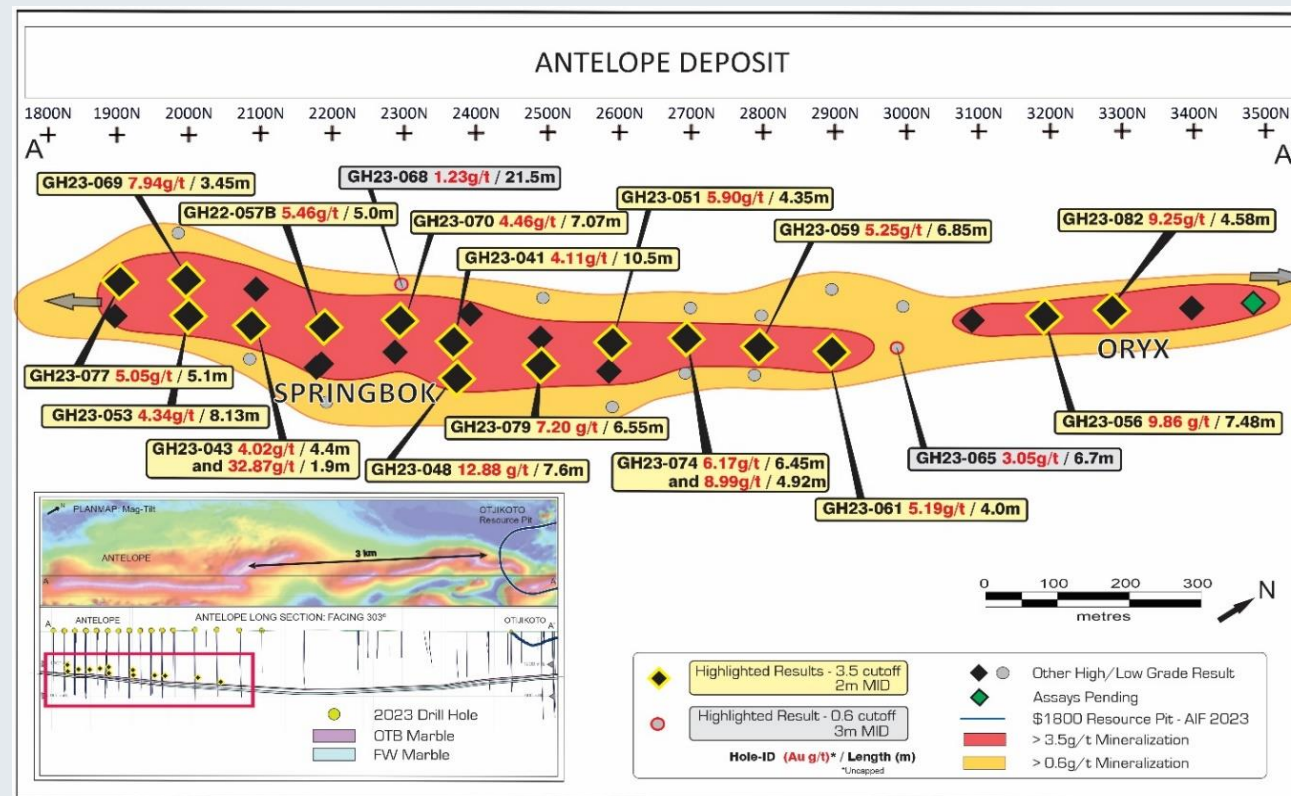 ANTELOPE DEPOSIT
1800N 1900N 2000N 2100N 2200N 2300N 2400N 2500N 2600N 2700N 2800N 2900N 3000N 3100N 3200N 3300N 3400N 3500N
A A
GH23-069 7.94g/t / 3.45m
GH23-068 1.23g/t / 21.5m
GH23-051 5.90g/t / 4.35m
GH22-057B 5.46g/t / 5.0m
GH23-070 4.46g/t / 7.07m
GH23-059 5.25g/t / 6.85m
GH23-082 9.25g/t / 4.58m
GH23-041 4.11g/t / 10.5m
ORYX
SPRINGBOK
GH23-077 5.05g/t / 5.1m
GH23-053 4.34g/t / 8.13m
GH23-079 7.20 g/t / 6.55m
GH23-056 9.86 g/t / 7.48m
GH23-043 4.02g/t / 4.4m
and 32.87g/t / 1.9m
GH23-048 12.88 g/t / 7.6m
GH23-074 6.17g/t / 6.45m
and 8.99g/t / 4.92m
GH23-065 3.05g/t / 6.7m
GH23-061 5.19g/t / 4.0m
N
PLANMAP: Mag-Tilt
OTJIKOTO
Resource Pit
ANTELOPE
3 km
A A'
A ANTELOPE ANTELOPE LONG SECTION: FACING 303° A'
OTJIKOTO
2023 Drill Hole
OTB Marble
FW Marble
0 100 200 300
metres
N
Highlighted Results - 3.5 cutoff
2m MID
Highlighted Result - 0.6 cutoff
3m MID
Hole-ID (Au g/t)* / Length (m)
*Uncapped
Other High/Low Grade Result
Assays Pending
$1800 Resource Pit - AIF 2023
> 3.5g/t Mineralization
> 0.6g/t Mineralization